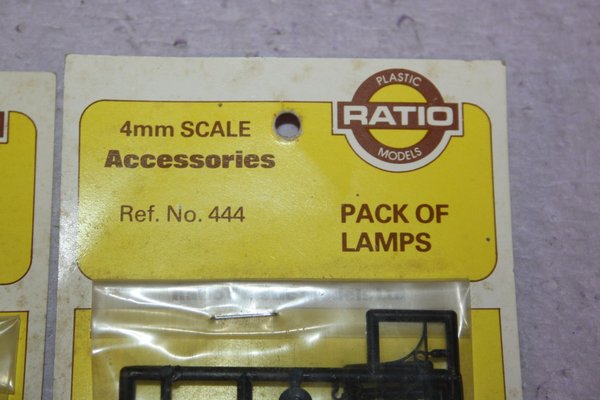 4mm SCALE
Accessories
Ref. No. 444
PLASTIC
RATIO
MODELS
PACK OF
LAMPS